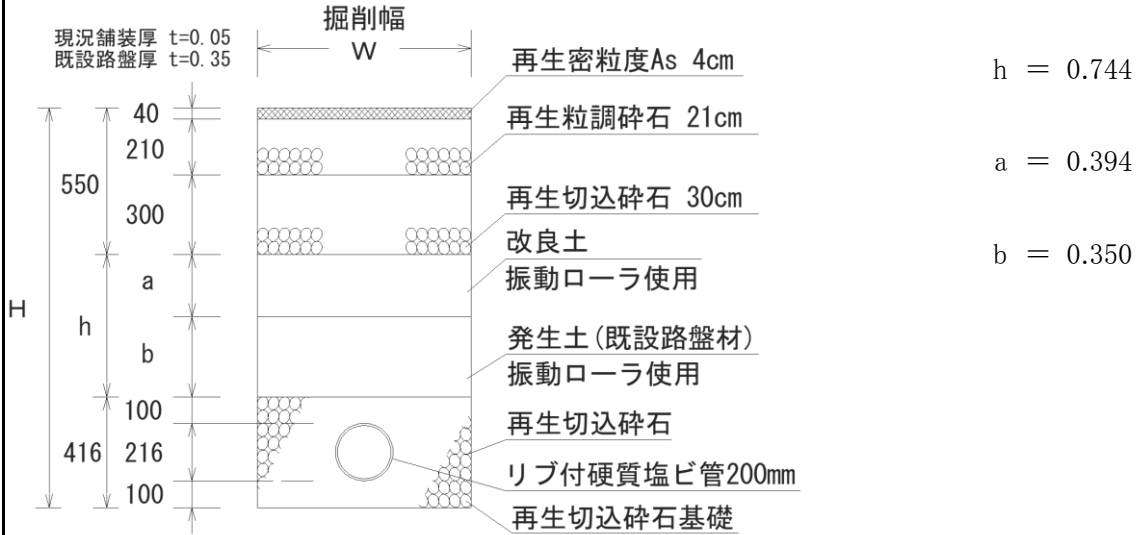 掘削幅
現況舗装厚 t=0.05
既設路盤厚 t=0.35
W
再生密粒度As 4cm
h = 0.744
40
再生粒調砕石 21cm
210
a = 0.394
550
300
再生切込砕石 30cm
改良土
b = 0.350
a
振動ローラ使用
H
h
b
発生土(既設路盤材)
振動ローラ使用
100
再生切込砕石
416
216
リブ付硬質塩ビ管200mm
100
再生切込砕石基礎